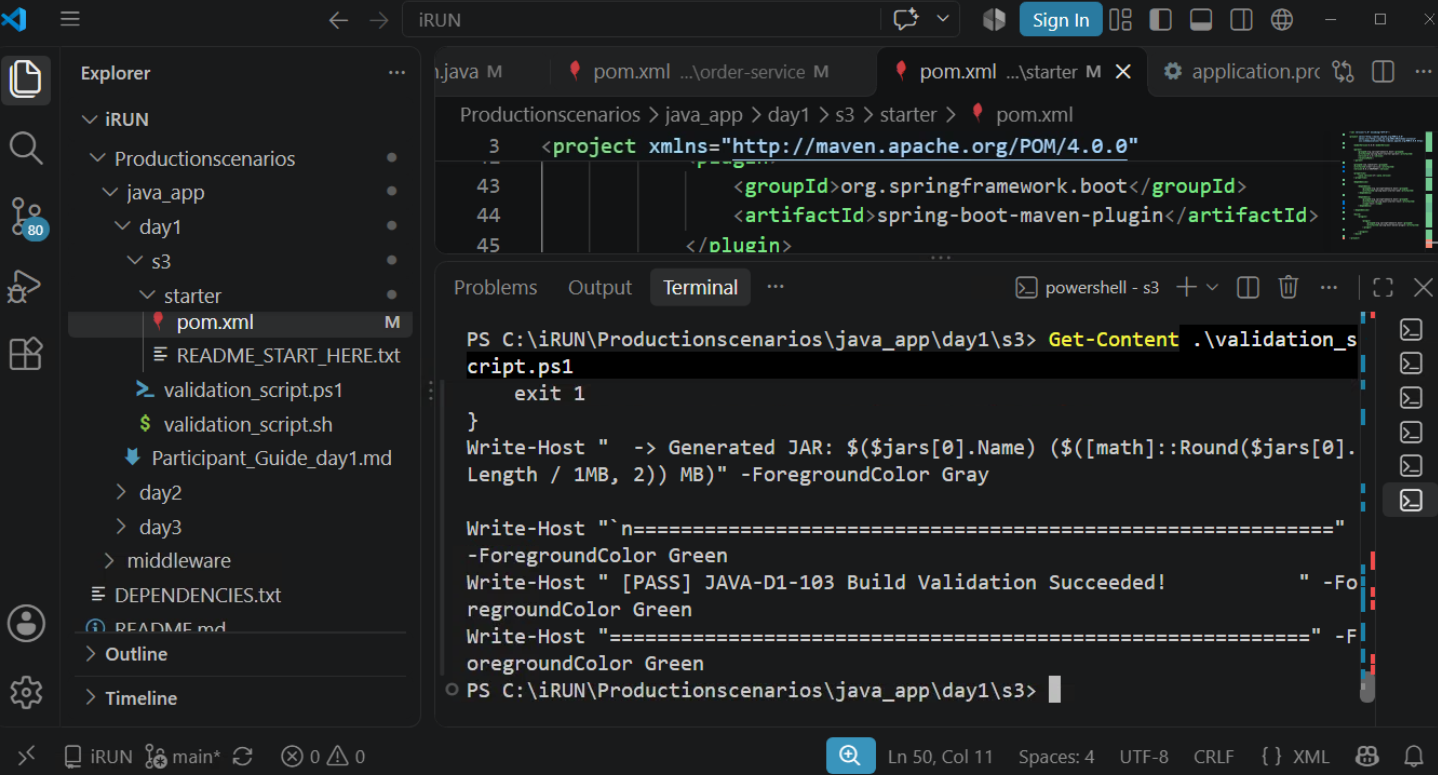 iRUN
Sign In
Explorer
iRUN
Productionscenarios
java_app
day1
s3
starter
pom.xml M
README_START_HERE.txt
validation_script.ps1
validation_script.sh
Participant_Guide_day1.md
day2
day3
middleware
DEPENDENCIES.txt
README.md
Outline
Timeline
80
.java M
pom.xml ...\order-service M
pom.xml ...\starter M
application.pro
Productionscenarios > java_app > day1 > s3 > starter > pom.xml
3 <project xmlns="http://maven.apache.org/POM/4.0.0"
42 <plugin>
43 <groupId>org.springframework.boot</groupId>
44 <artifactId>spring-boot-maven-plugin</artifactId>
45 </plugin>
Problems Output Terminal ...
powershell - s3
PS C:\iRUN\Productionscenarios\java_app\day1\s3> Get-Content .\validation_s
cript.ps1
    exit 1
}
Write-Host "  -> Generated JAR: $($jars[0].Name) ($([math]::Round($jars[0].
Length / 1MB, 2)) MB)" -ForegroundColor Gray
Write-Host "`n============================================================"
-ForegroundColor Green
Write-Host " [PASS] JAVA-D1-103 Build Validation Succeeded!           " -Fo
regroundColor Green
Write-Host "============================================================" -F
oregroundColor Green
PS C:\iRUN\Productionscenarios\java_app\day1\s3>
iRUN main* 0 0 Ln 50, Col 11 Spaces: 4 UTF-8 CRLF {} XML